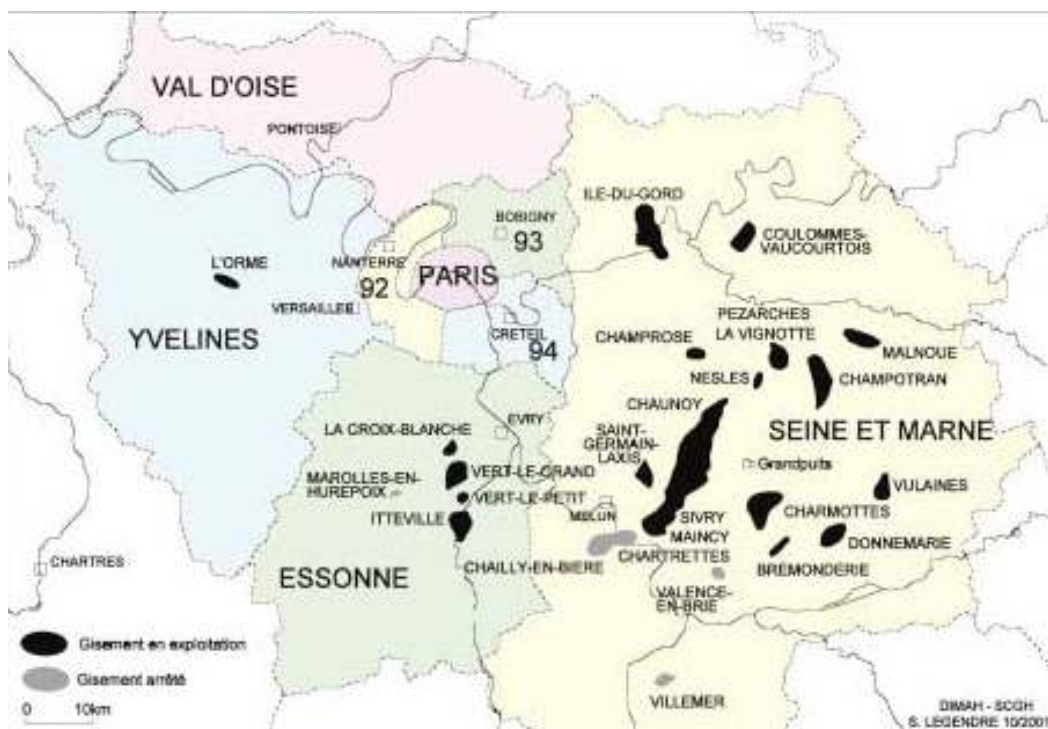 VAL D'OISE
PONTOISE
ILE-DU-GORD
BOBIGNY
93
COULOMMES-
VAUCOURTOIS
L'ORME
NANTERRE
92
PARIS
VERSAILLES
YVELINES
CRETEIL
94
PEZARCHES
LA VIGNOTTE
CHAMPROSE
MALNOUE
NESLES
CHAMPOTRAN
CHAUNOY
EVRY
LA CROIX-BLANCHE
SAINT-
GERMAIN-
LAXIS
SEINE ET MARNE
Grandpuits
VERT-LE-GRAND
MAROLLES-EN-
HUREPOIX
VULAINES
VERT-LE-PETIT
ITTEVILLE
MELUN
SIVRY
MAINCY
CHARMOTTES
DONNEMARIE
CHARTRETTES
CHAILLY-EN-BIERE
BREMONDERIE
CHARTRES
ESSONNE
VALENCE-
EN-BRIE
Gisement en exploitation
Gisement arrêté
VILLEMER
0 10km
DIMAH - SCGH
S. LEGENDRE 10/2001